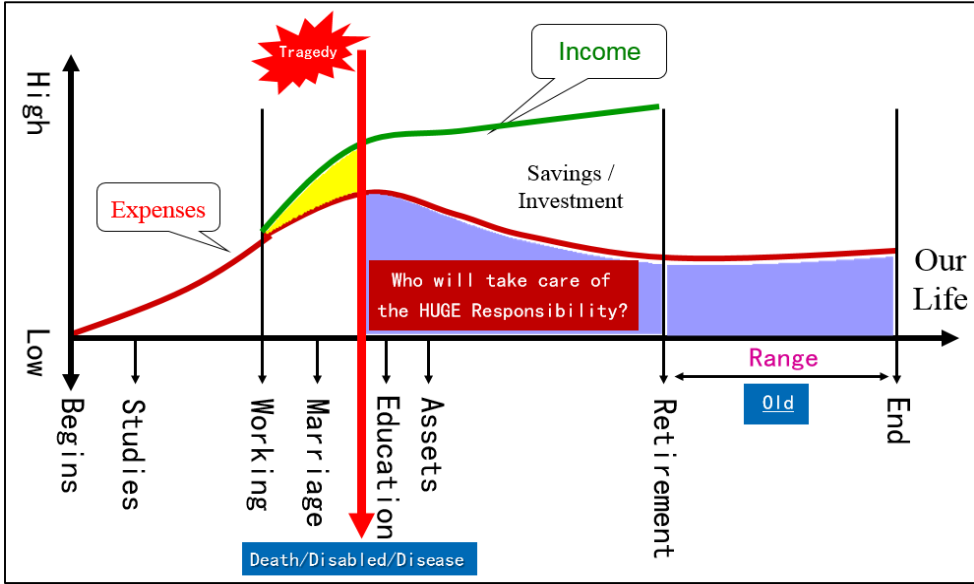 Tragedy
Income
High
Expenses
Savings /
Investment
Who will take care of
the HUGE Responsibility?
Our
Life
Low
Range
Old
Begins
Studies
Working
Marriage
Education
Assets
Retirement
End
Death/Disabled/Disease